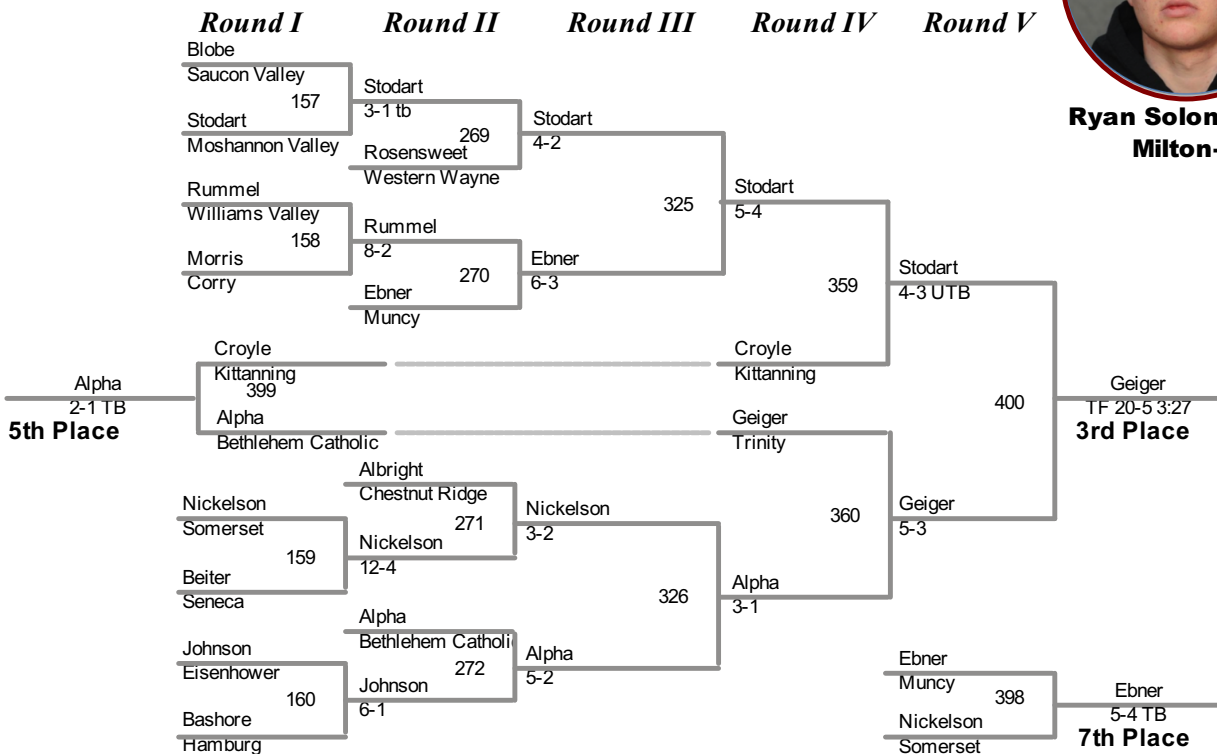 Round I Round II Round III Round IV Round V
Blobe
Saucon Valley
157
Stodart
3-1 tb
Stodart
Moshannon Valley
269
Stodart
4-2
Rosensweet
Western Wayne
Ryan Solon
Milton-
Rummel
Williams Valley
158
Rummel
8-2
Morris
Corry
270
Ebner
6-3
Ebner
Muncy
325
Stodart
5-4
359
Stodart
4-3 UTB
Croyle
Kittanning
399
Croyle
Kittanning
Alpha
2-1 TB
5th Place
Alpha
Bethlehem Catholic
Geiger
Trinity
400
Geiger
TF 20-5 3:27
3rd Place
Albright
Chestnut Ridge
Nickelson
Somerset
271
Nickelson
3-2
159
Nickelson
12-4
Beiter
Seneca
360
Geiger
5-3
326
Alpha
3-1
Alpha
Bethlehem Catholi
Johnson
Eisenhower
272
Alpha
5-2
160
Johnson
6-1
Bashore
Hamburg
Ebner
Muncy
398
Nickelson
Somerset
Ebner
5-4 TB
7th Place